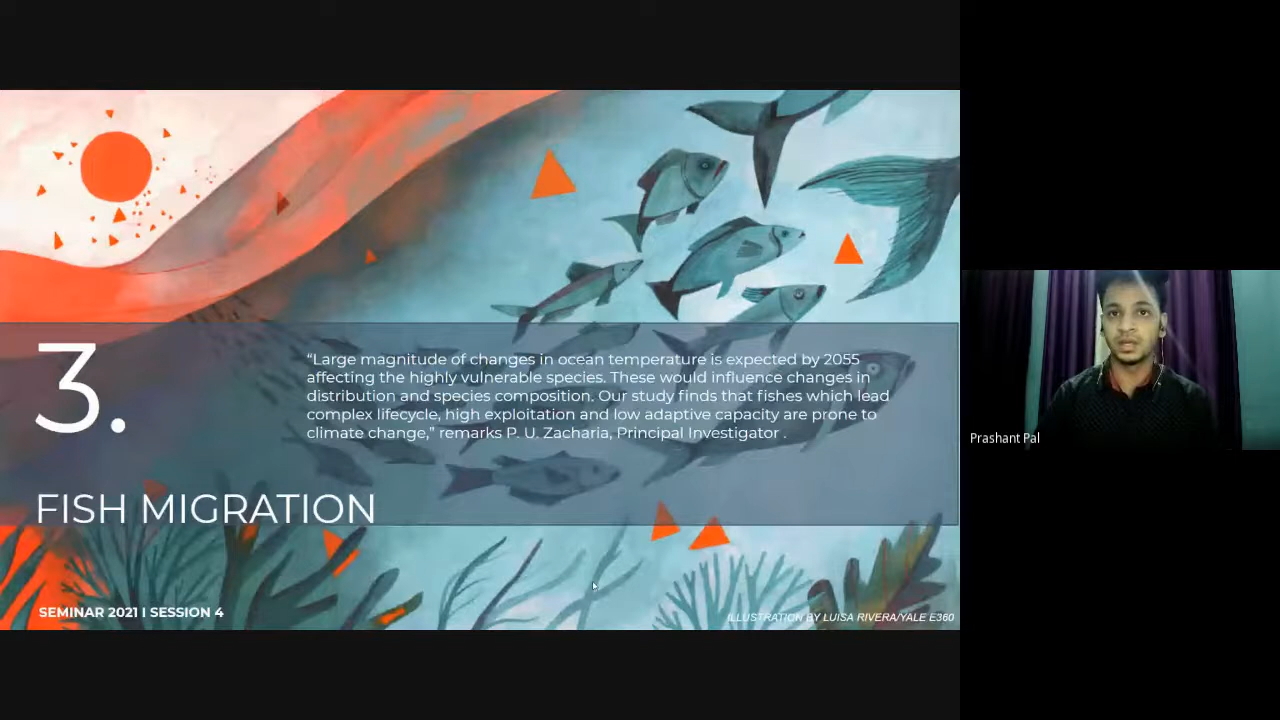 3.
FISH MIGRATION
“Large magnitude of changes in ocean temperature is expected by 2055
affecting the highly vulnerable species. These would influence changes in
distribution and species composition. Our study finds that fishes which lead
complex lifecycle, high exploitation and low adaptive capacity are prone to
climate change,” remarks P. U. Zacharia, Principal Investigator .
SEMINAR 2021 I SESSION 4
ILLUSTRATION BY LUISA RIVERA/YALE E360
Prashant Pal